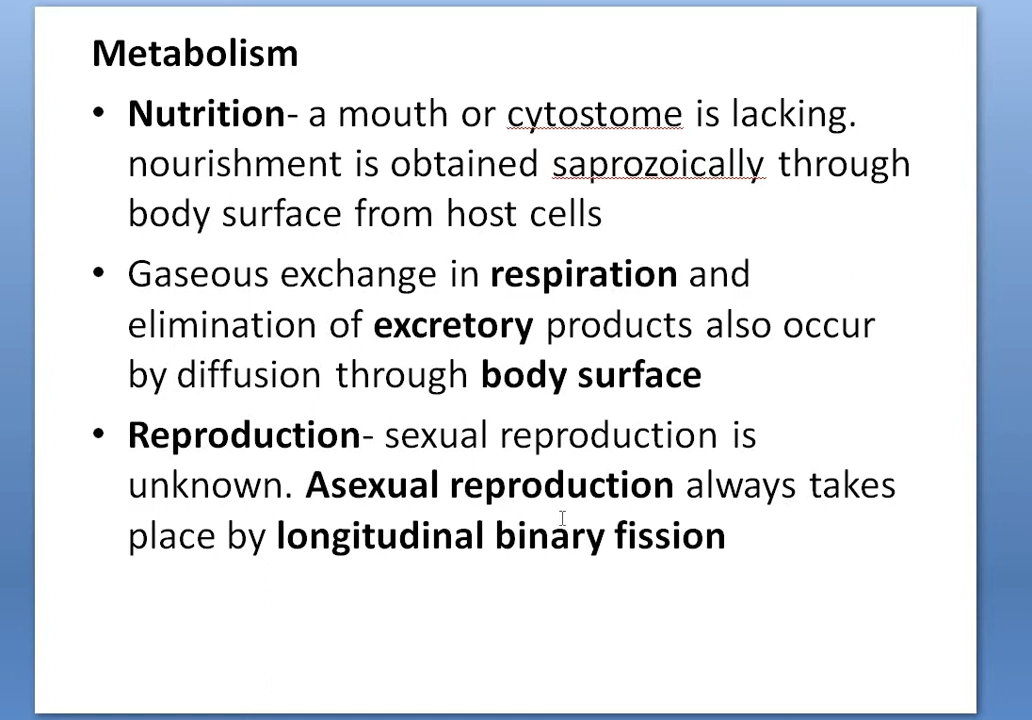 Metabolism
• Nutrition- a mouth or cytostome is lacking.
nourishment is obtained saprozoically through
body surface from host cells
• Gaseous exchange in respiration and
elimination of excretory products also occur
by diffusion through body surface
• Reproduction- sexual reproduction is
unknown. Asexual reproduction always takes
place by longitudinal binary fission